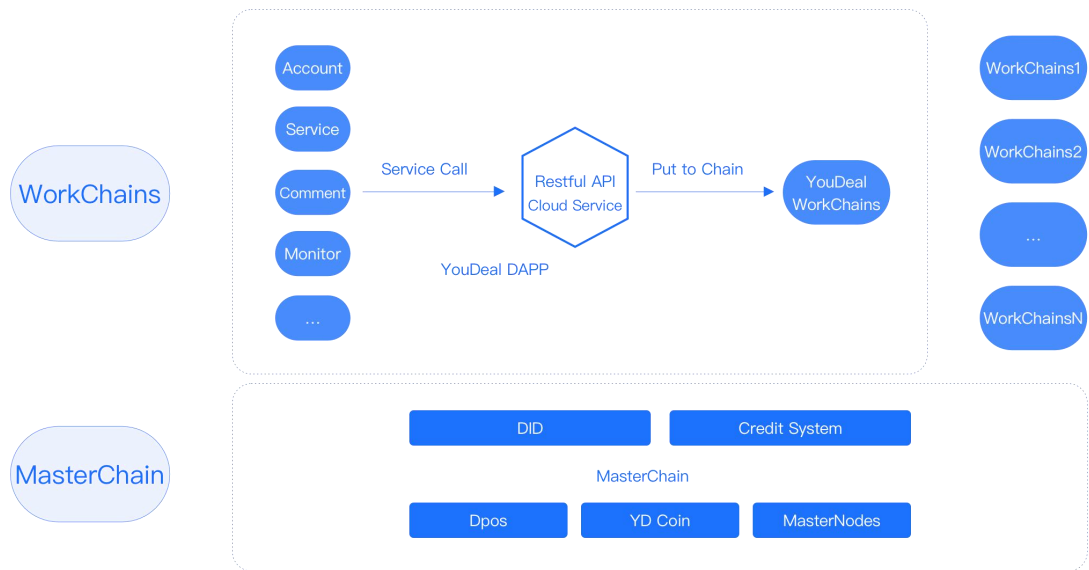 WorkChains
Account
Service
Comment
Monitor
...
Service Call
Restful API
Cloud Service
Put to Chain
YouDeal
WorkChains
YouDeal DAPP
WorkChains1
WorkChains2
...
WorkChainsN
MasterChain
DID
Credit System
MasterChain
Dpos
YD Coin
MasterNodes